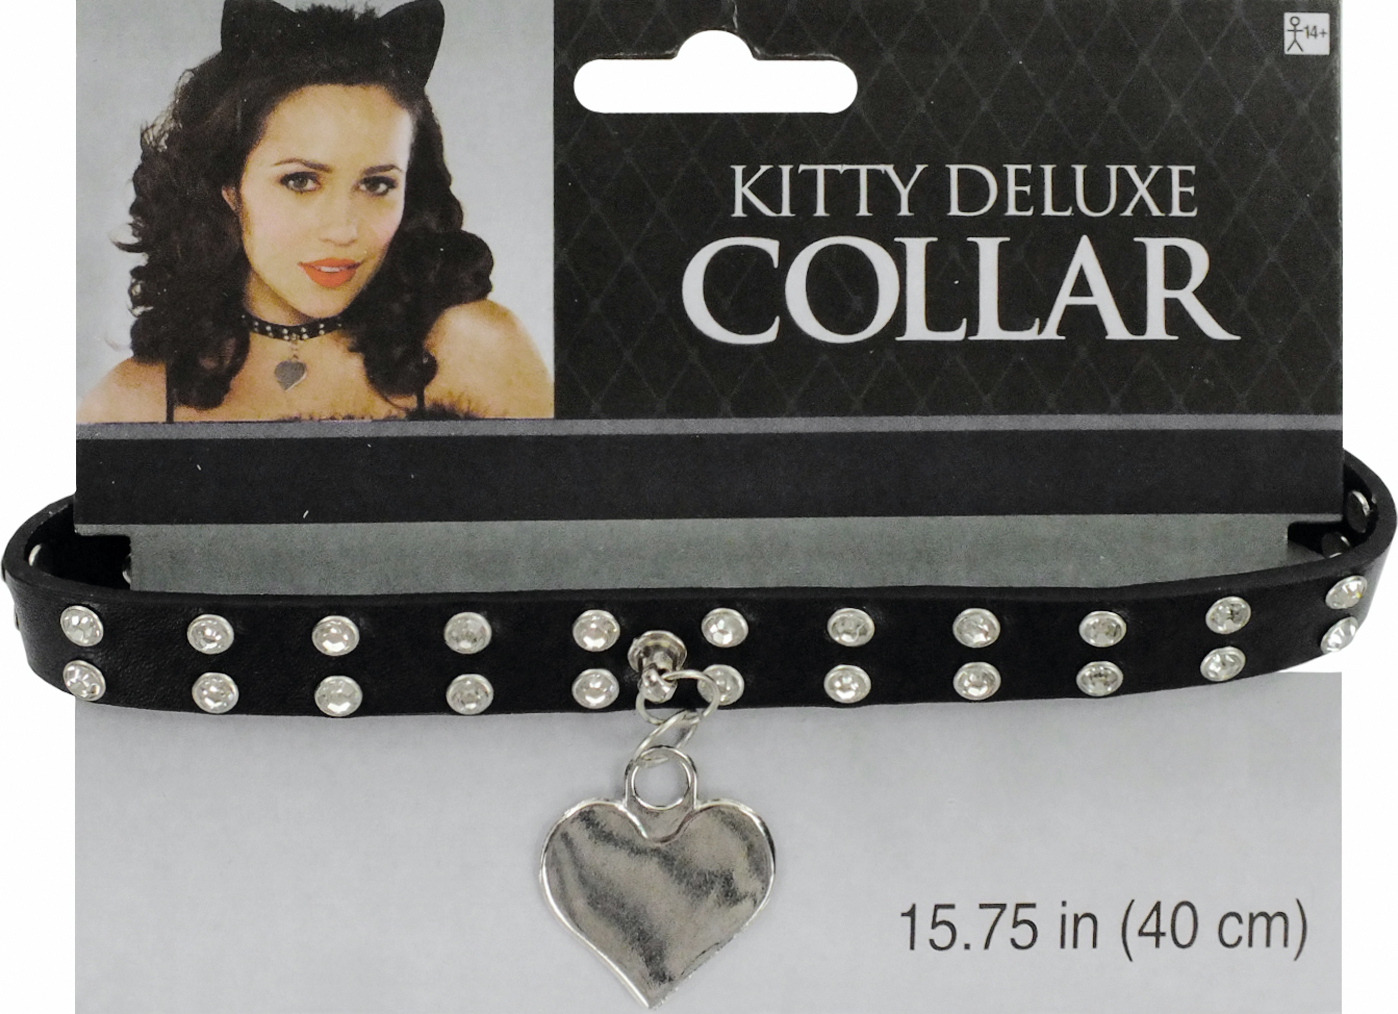 14+
KITTY DELUXE
COLLAR
15.75 in (40 cm)